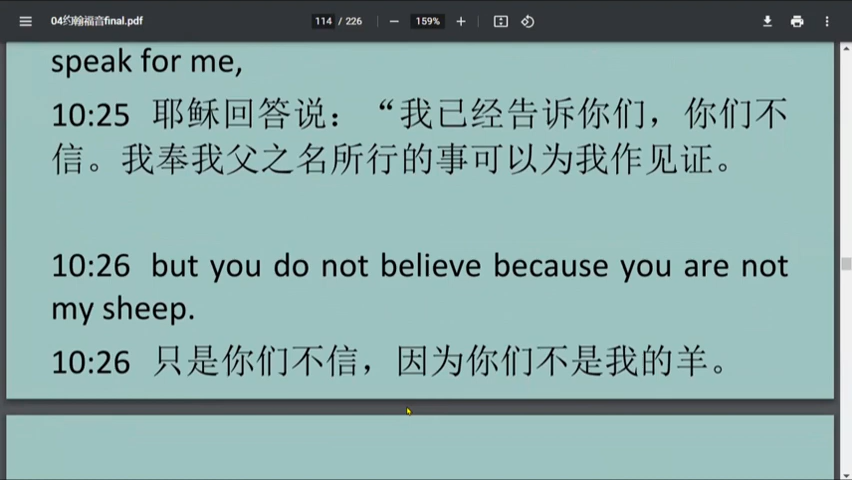 04约翰福音final.pdf
114 / 226
159%
speak for me,
10:25 耶稣回答说：“我已经告诉你们，你们不
信。我奉我父之名所行的事可以为我作见证。
10:26 but you do not believe because you are not
my sheep.
10:26 只是你们不信，因为你们不是我的羊。